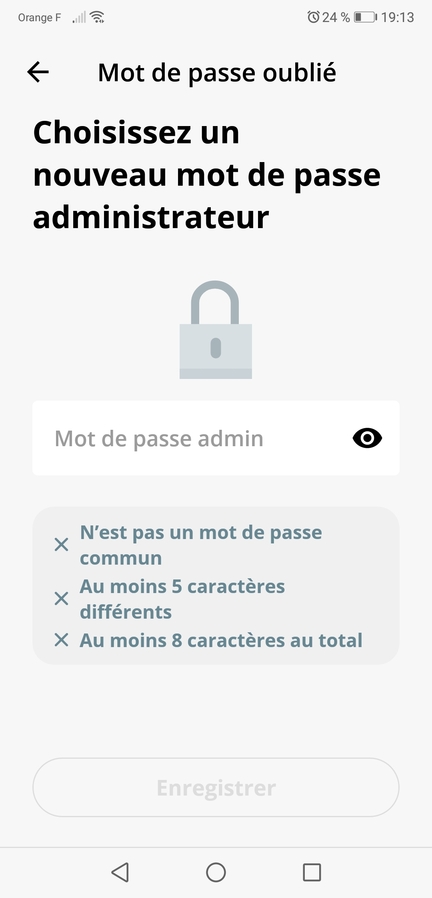 Orange F 24 % 19:13
Mot de passe oublié
Choisissez un
nouveau mot de passe
administrateur
Mot de passe admin
N’est pas un mot de passe
commun
Au moins 5 caractères
différents
Au moins 8 caractères au total
Enregistrer